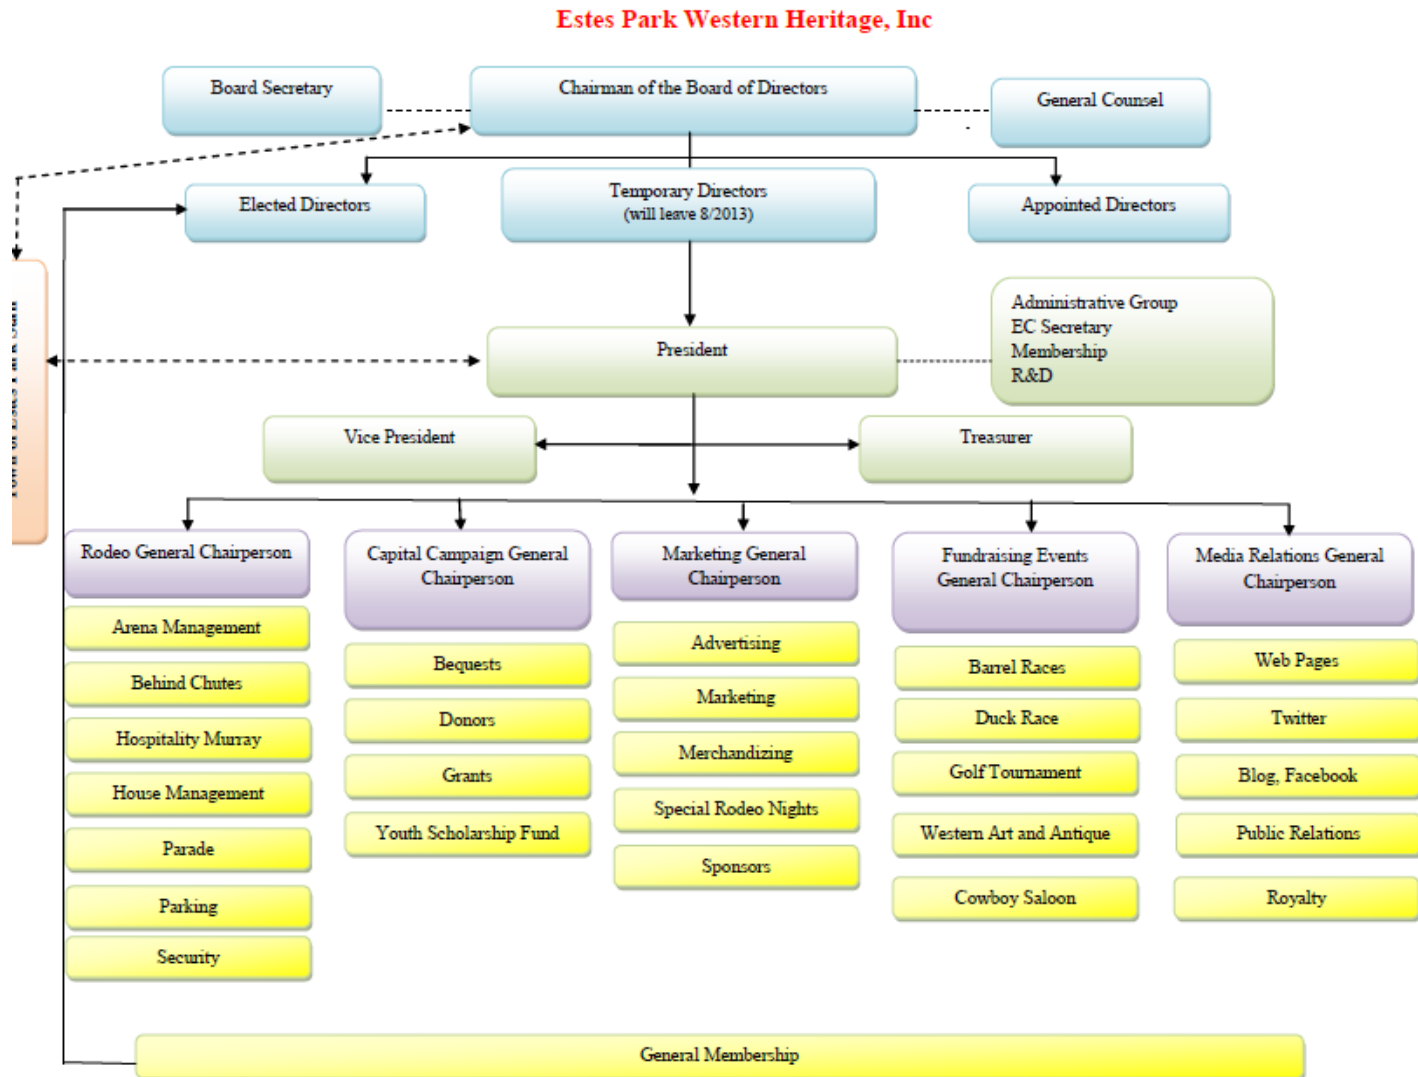 Estes Park Western Heritage, Inc
Board Secretary
Chairman of the Board of Directors
General Counsel
Elected Directors
Temporary Directors
(will leave 8/2013)
Appointed Directors
Administrative Group
EC Secretary
Membership
R&D
President
Vice President
Treasurer
Rodeo General Chairperson
Arena Management
Behind Chutes
Hospitality Murray
House Management
Parade
Parking
Security
Capital Campaign General
Chairperson
Bequests
Donors
Grants
Youth Scholarship Fund
Marketing General
Chairperson
Advertising
Marketing
Merchandizing
Special Rodeo Nights
Sponsors
Fundraising Events
General Chairperson
Barrel Races
Duck Race
Golf Tournament
Western Art and Antique
Cowboy Saloon
Media Relations General
Chairperson
Web Pages
Twitter
Blog, Facebook
Public Relations
Royalty
General Membership